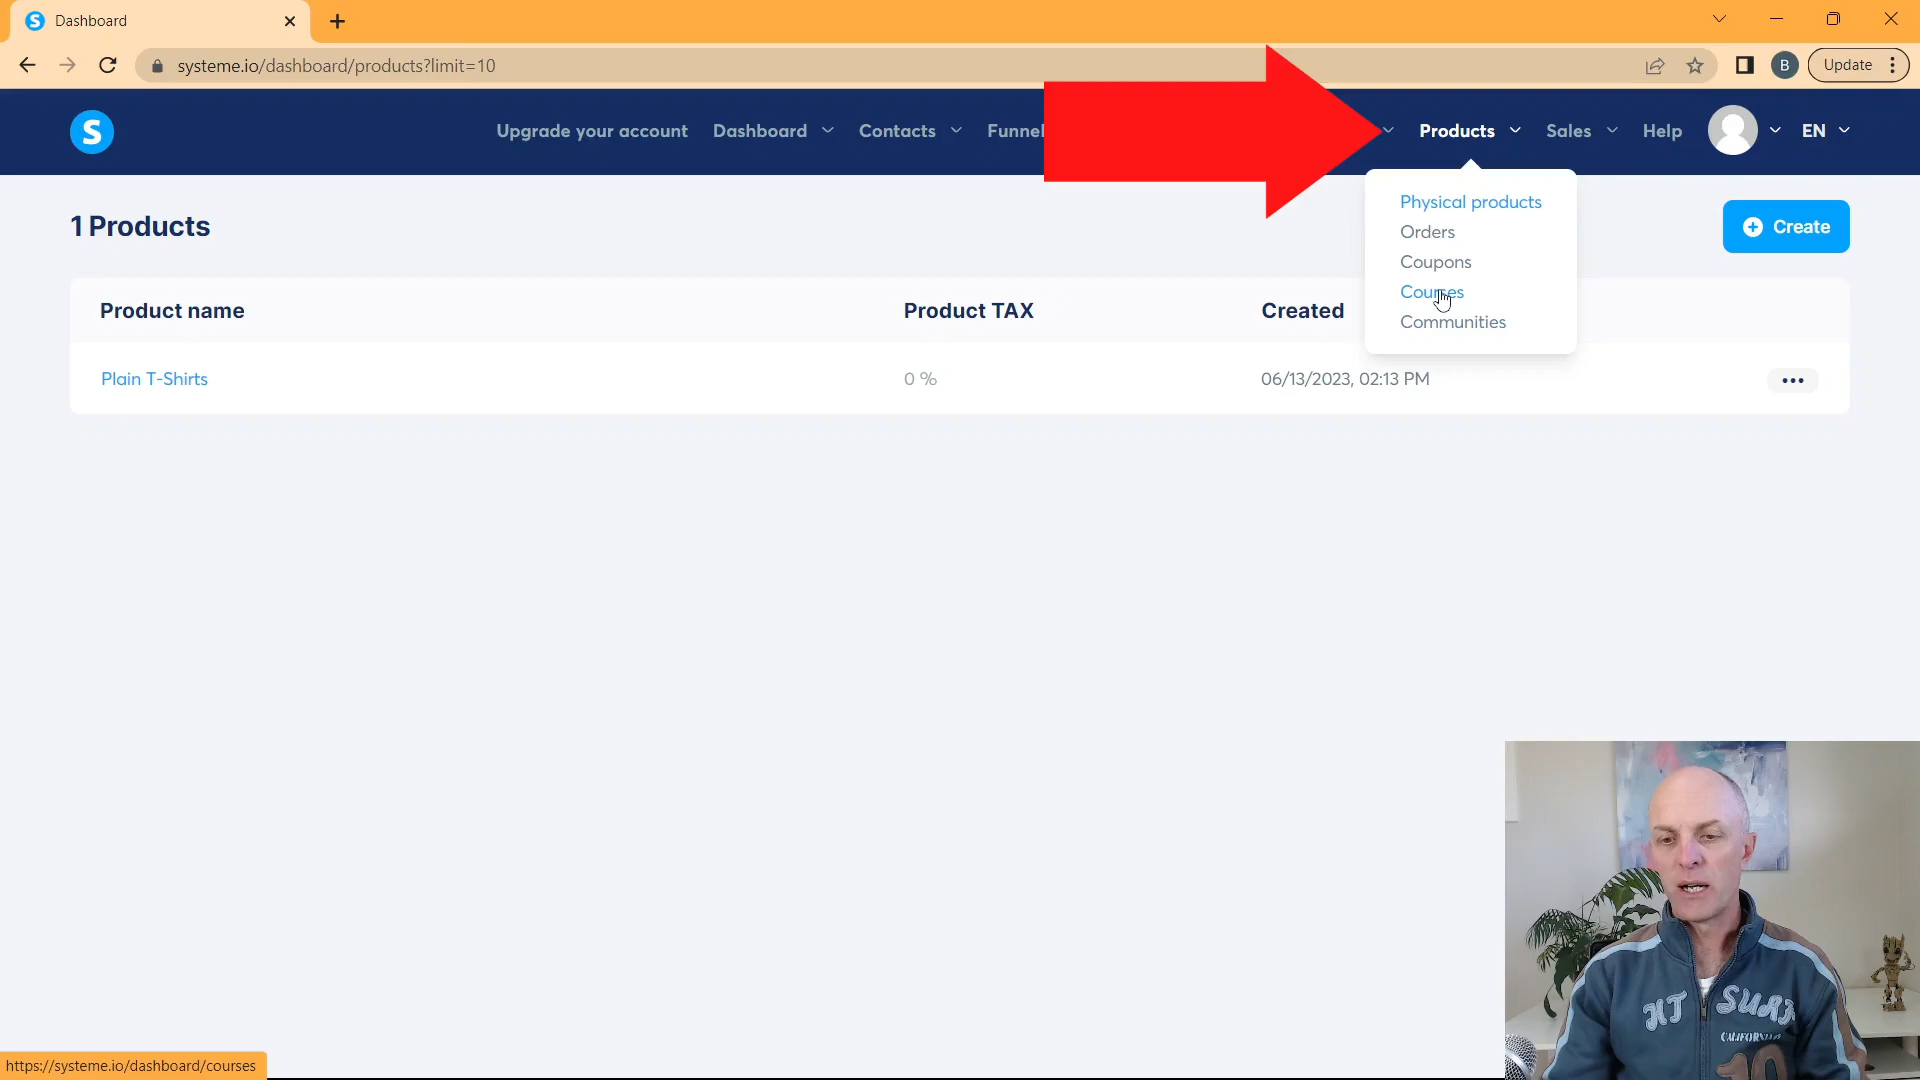 Dashboard
systeme.io/dashboard/products?limit=10
B
Update
S
Upgrade your account
Dashboard
Contacts
Funnel
Products
Sales
Help
EN
Physical products
Orders
Coupons
Courses
Communities
1 Products
Create
Product name
Product TAX
Created
Plain T-Shirts
0 %
06/13/2023, 02:13 PM
HT SURF
CALIFORNIA
10
https://systeme.io/dashboard/courses